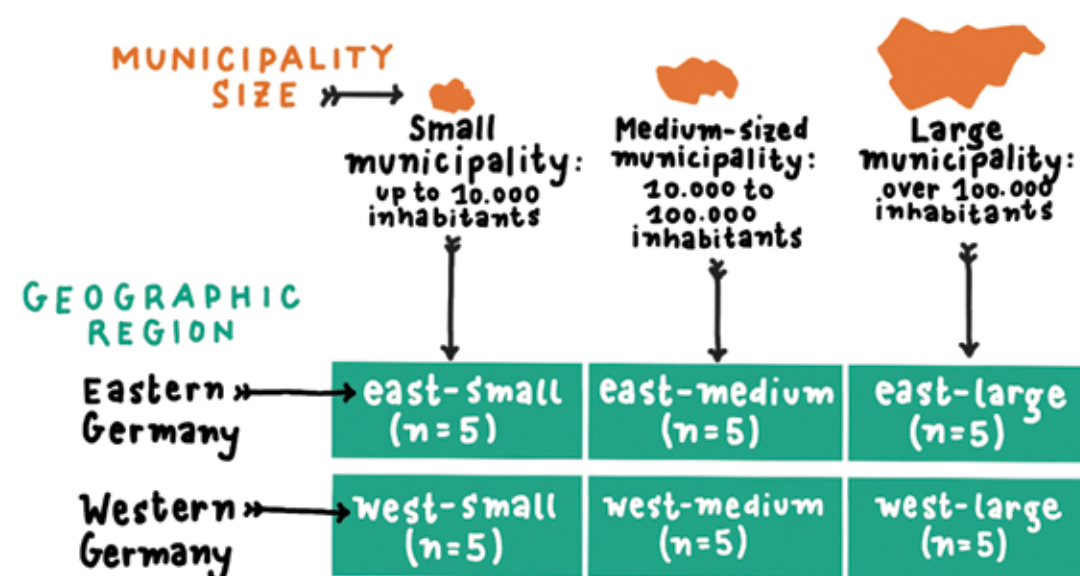 MUNICIPALITY
SIZE
Small
municipality:
up to 10.000
inhabitants
Medium-sized
municipality:
10.000 to
100.000
inhabitants
Large
municipality:
over 100.000
inhabitants
GEOGRAPHIC
REGION
Eastern
Germany
east-small
(n=5)
east-medium
(n=5)
east-large
(n=5)
Western
Germany
west-small
(n=5)
west-medium
(n=5)
west-large
(n=5)